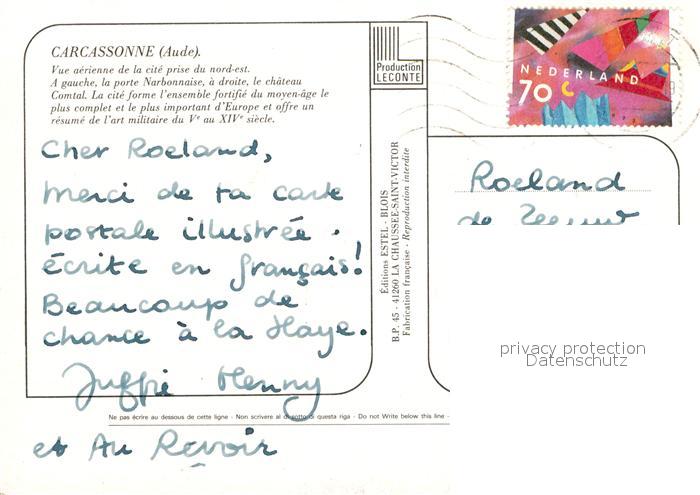 CARCASSONNE (Aude).
Vue aérienne de la cité prise du nord-est.
A gauche, la porte Narbonnaise, à droite, le château
Comtal. La cité forme l'ensemble fortifié du moyen-âge le
plus complet et le plus important d'Europe et offre un
résumé de l'art militaire du Vᵉ au XIVᵉ siècle.
Production
LECONTE
NEDERLAND
70 c
Cher Roeland,
Merci de ta carte
postale illustrée.
écrite en français!
Beaucoup de
chance à la Haye.
Juffie Henny
et Au Revoir
Éditions ESTEL - BLOIS
B.P. 45 - 41260 LA CHAUSSÉE-SAINT-VICTOR
Fabrication française - Reproduction interdite
Roeland
de Zeeuw
privacy protection
Datenschutz
Ne pas écrire au dessous de cette ligne - Non scrivere al di sotto di questa riga - Do not Write below this line -